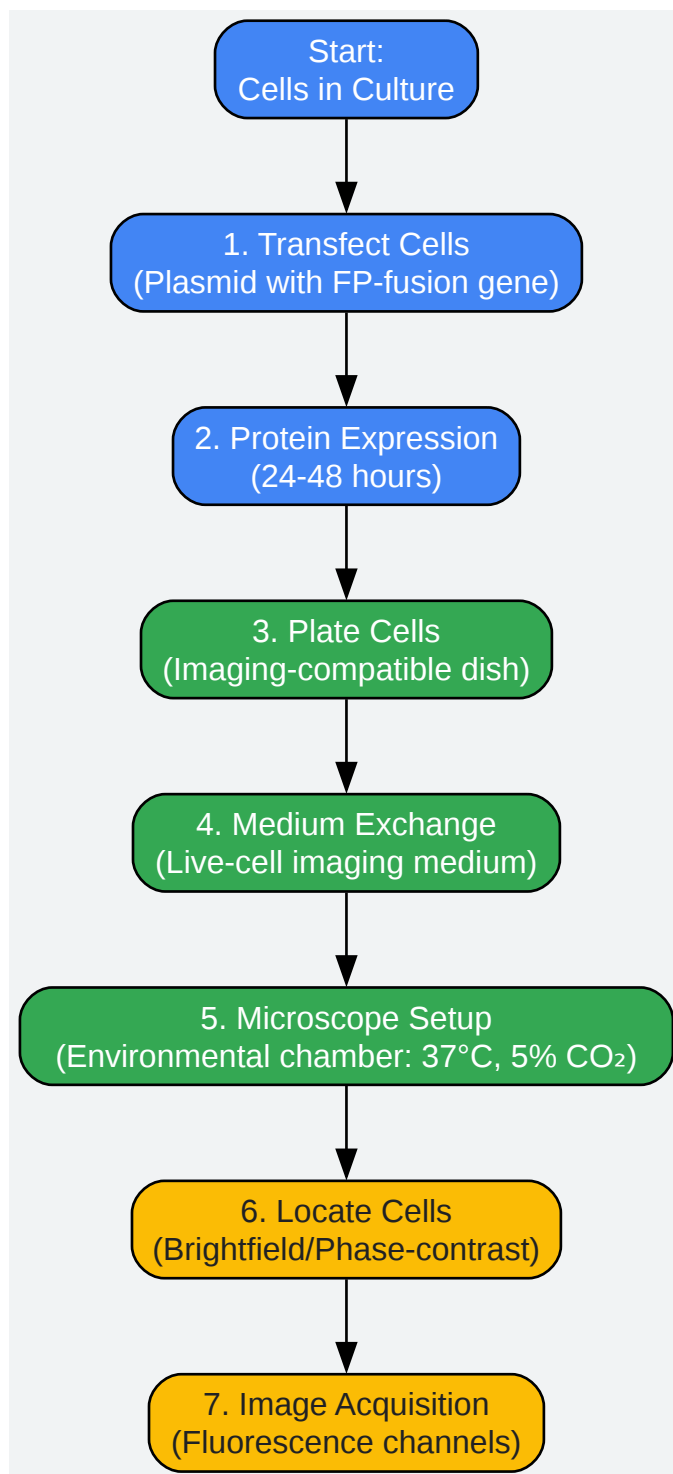 Start:
Cells in Culture
1. Transfect Cells
(Plasmid with FP-fusion gene)
2. Protein Expression
(24-48 hours)
3. Plate Cells
(Imaging-compatible dish)
4. Medium Exchange
(Live-cell imaging medium)
5. Microscope Setup
(Environmental chamber: 37°C, 5% CO₂)
6. Locate Cells
(Brightfield/Phase-contrast)
7. Image Acquisition
(Fluorescence channels)